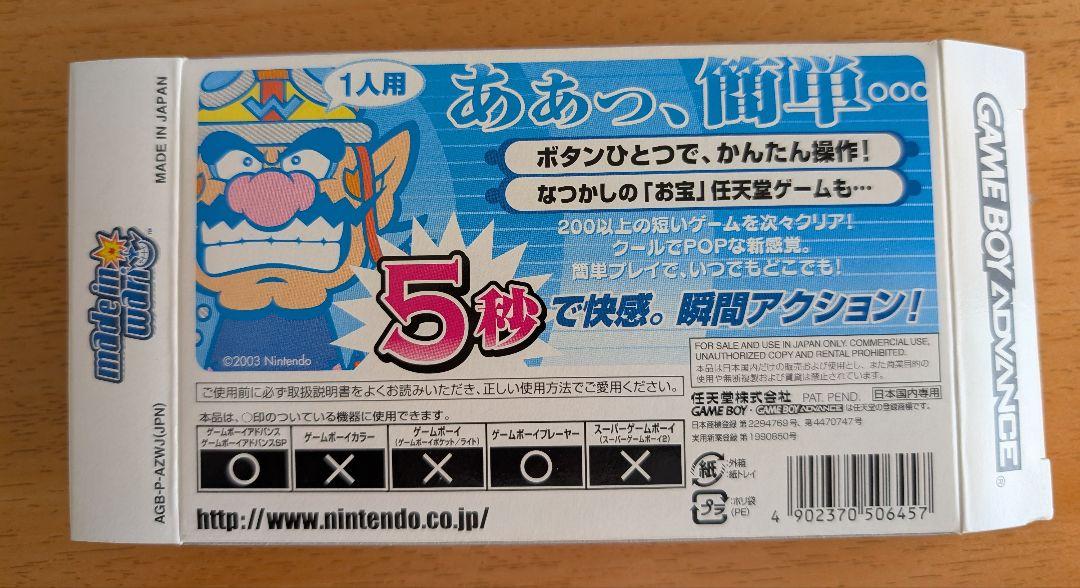 MADE IN JAPAN
made in wario™
AGB-P-AZWJ(JPN)
1人用
あぁっ、簡単…
ボタンひとつで、かんたん操作!
なつかしの「お宝」任天堂ゲームも…
200以上の短いゲームを次々クリア!
クールでPOPな新感覚。
簡単プレイで、いつでもどこでも!
5秒で快感。瞬間アクション!
©2003 Nintendo
FOR SALE AND USE IN JAPAN ONLY. COMMERCIAL USE,
UNAUTHORIZED COPY AND RENTAL PROHIBITED.
本品は日本国内だけの販売および使用とし、また商業目的の
使用や無断複製および賃貸は禁止されています。
ご使用前に必ず取扱説明書をよくお読みいただき、正しい使用方法でご愛用ください。
任天堂株式会社 PAT. PEND. 日本国内専用
GAME BOY・GAME BOY ADVANCE は任天堂の登録商標です。
日本意匠登録 第2294769号、第4470747号
実用新案登録 第1990850号
本品は、○印のついている機器に使用できます。
ゲームボーイアドバンス
ゲームボーイアドバンスSP
ゲームボーイカラー
ゲームボーイ
(ゲームボーイポケット/ライト)
ゲームボーイプレーヤー
スーパーゲームボーイ
(スーパーゲームボーイ2)
○ × × ○ ×
http://www.nintendo.co.jp/
紙
:外箱
:紙トレイ
プラ
:ポリ袋
(PE)
4 902370 506457
GAME BOY ADVANCE®